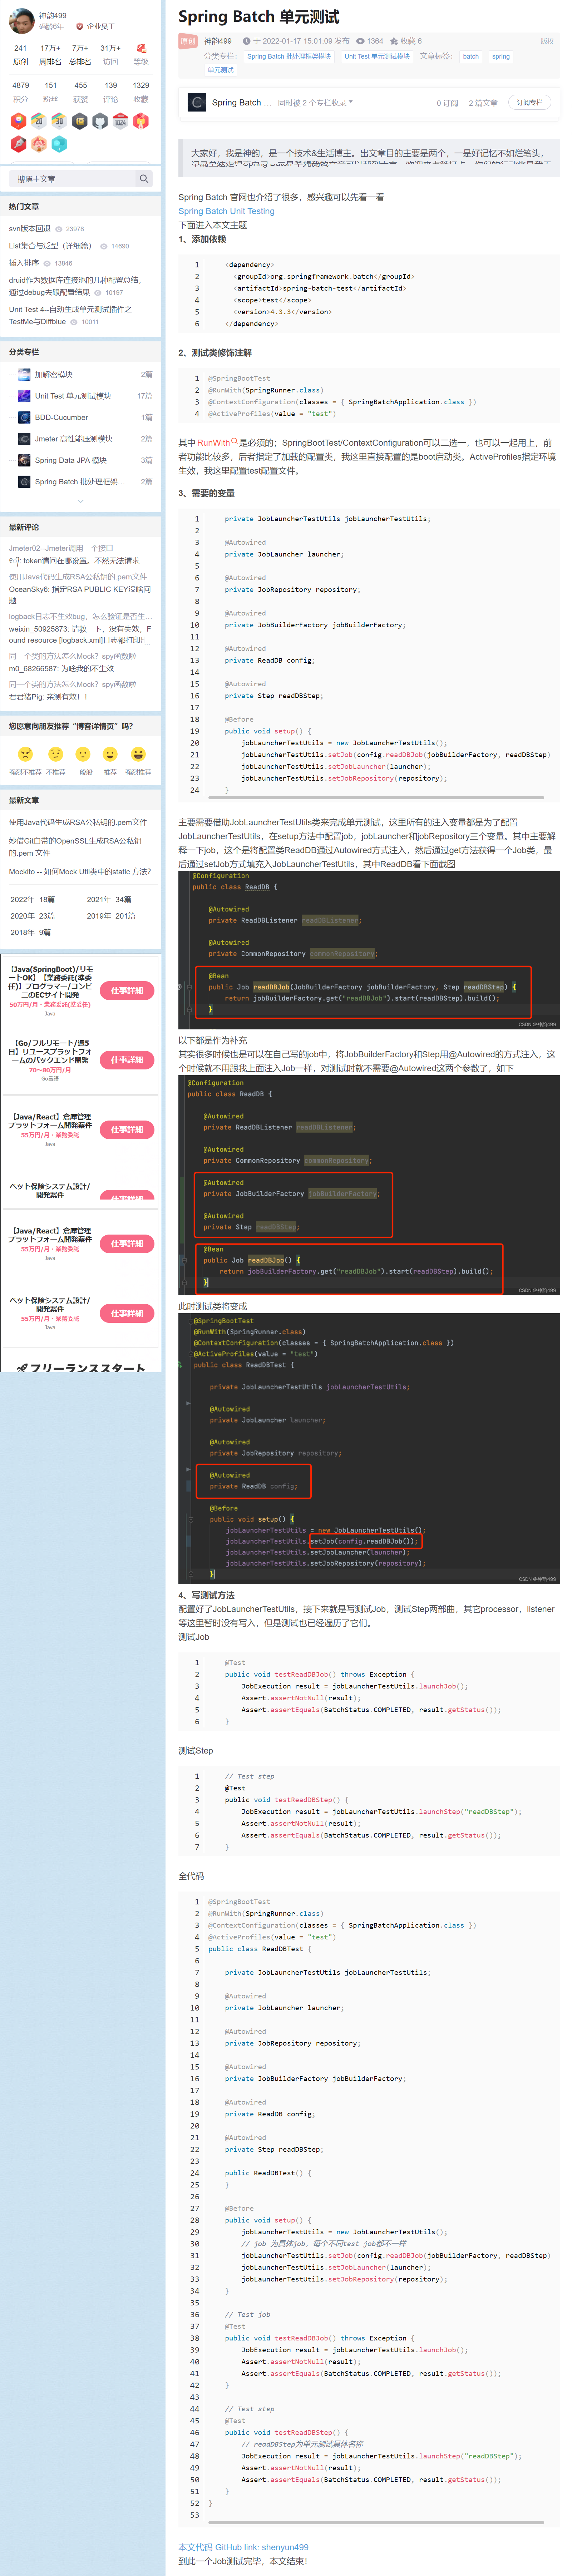 神韵499
码龄6年 企业员工
241 17万+ 7万+ 31万+
原创 周排名 总排名 访问 等级
4879 151 455 139 1329
积分 粉丝 获赞 评论 收藏
搜博主文章
热门文章
svn版本回退 23978
List集合与泛型（详细篇） 14690
插入排序 13846
druid作为数据库连接池的几种配置总结，
通过debug去跟配置结果 10197
Unit Test 4--自动生成单元测试插件之
TestMe与Diffblue 10011
分类专栏
加解密模块 2篇
Unit Test 单元测试模块 17篇
BDD-Cucumber 1篇
Jmeter 高性能压测模块 2篇
Spring Data JPA 模块 3篇
Spring Batch 批处理框架... 2篇
最新评论
Jmeter02--Jmeter调用一个接口
token请问在哪设置。不然无法请求
使用Java代码生成RSA公私钥的.pem文件
OceanSky6: 指定RSA PUBLIC KEY没啥问
题
logback日志不生效bug，怎么验证是否生...
weixin_50925873: 请教一下，没有失效，F
ound resource [logback.xml]日志都打印 ...
同一个类的方法怎么Mock？spy函数啦
m0_68266587: 为啥我的不生效
同一个类的方法怎么Mock？spy函数啦
君君猪Pig: 亲测有效！！
您愿意向朋友推荐“博客详情页”吗？
强烈不推荐 不推荐 一般般 推荐 强烈推荐
最新文章
使用Java代码生成RSA公私钥的.pem文件
妙借Git自带的OpenSSL生成RSA公私钥
的.pem 文件
Mockito -- 如何Mock Util类中的static 方法？
2022年 18篇 2021年 34篇
2020年 23篇 2019年 201篇
2018年 9篇
【Java(SpringBoot)/リモ
ートOK】【業務委託(準委
任)】プログラマー/コンビ
ニのECサイト開発
50万円/月・業務委託(準委任)
Java
仕事詳細
【Go/フルリモート/週5
日】リユースプラットフォ
ームのバックエンド開発
70〜80万円/月
Go言語
仕事詳細
【Java/React】倉庫管理
プラットフォーム開発案件
55万円/月・業務委託
Java
仕事詳細
ペット保険システム設計/
開発案件
仕事詳細
【Java/React】倉庫管理
プラットフォーム開発案件
55万円/月・業務委託
Java
仕事詳細
ペット保険システム設計/
開発案件
55万円/月・業務委託
Java
仕事詳細
フリーランススタート
Spring Batch 单元测试
原创 神韵499 于 2022-01-17 15:01:09 发布 1364 收藏 6 版权
分类专栏： Spring Batch 批处理框架模块 Unit Test 单元测试模块 文章标签： batch spring
单元测试
Spring Batch ... 同时被 2 个专栏收录 0 订阅 2 篇文章 订阅专栏
大家好，我是神韵，是一个技术&生活博主。出文章目的主要是两个，一是好记忆不如烂笔头，
Spring Batch 官网也介绍了很多，感兴趣可以先看一看
Spring Batch Unit Testing
下面进入本文主题
1、添加依赖
1 <dependency>
2 <groupId>org.springframework.batch</groupId>
3 <artifactId>spring-batch-test</artifactId>
4 <scope>test</scope>
5 <version>4.3.3</version>
6 </dependency>
2、测试类修饰注解
1 @SpringBootTest
2 @RunWith(SpringRunner.class)
3 @ContextConfiguration(classes = { SpringBatchApplication.class })
4 @ActiveProfiles(value = "test")
其中 RunWith 是必须的；SpringBootTest/ContextConfiguration可以二选一，也可以一起用上，前
者功能比较多，后者指定了加载的配置类，我这里直接配置的是boot启动类。ActiveProfiles指定环境
生效，我这里配置test配置文件。
3、需要的变量
1 private JobLauncherTestUtils jobLauncherTestUtils;
2
3 @Autowired
4 private JobLauncher launcher;
5
6 @Autowired
7 private JobRepository repository;
8
9 @Autowired
10 private JobBuilderFactory jobBuilderFactory;
11
12 @Autowired
13 private ReadDB config;
14
15 @Autowired
16 private Step readDBStep;
17
18 @Before
19 public void setup() {
20 jobLauncherTestUtils = new JobLauncherTestUtils();
21 jobLauncherTestUtils.setJob(config.readDBJob(jobBuilderFactory, readDBStep)
22 jobLauncherTestUtils.setJobLauncher(launcher);
23 jobLauncherTestUtils.setJobRepository(repository);
24 }
主要需要借助JobLauncherTestUtils类来完成单元测试，这里所有的注入变量都是为了配置
JobLauncherTestUtils，在setup方法中配置job，jobLauncher和jobRepository三个变量。其中主要解
释一下job，这个是将配置类ReadDB通过Autowired方式注入，然后通过get方法获得一个Job类，最
后通过setJob方式填充入JobLauncherTestUtils，其中ReadDB看下面截图
@Configuration
public class ReadDB {
@Autowired
private ReadDBListener readDBListener;
@Autowired
private CommonRepository commonRepository;
@Bean
public Job readDBJob(JobBuilderFactory jobBuilderFactory, Step readDBStep) {
return jobBuilderFactory.get("readDBJob").start(readDBStep).build();
}
CSDN @神韵499
以下都是作为补充
其实很多时候也是可以在自己写的job中，将JobBuilderFactory和Step用@Autowired的方式注入，这
个时候就不用跟我上面注入Job一样，对测试时就不需要@Autowired这两个参数了，如下
@Configuration
public class ReadDB {
@Autowired
private ReadDBListener readDBListener;
@Autowired
private CommonRepository commonRepository;
@Autowired
private JobBuilderFactory jobBuilderFactory;
@Autowired
private Step readDBStep;
@Bean
public Job readDBJob() {
return jobBuilderFactory.get("readDBJob").start(readDBStep).build();
}
CSDN @神韵499
此时测试类将变成
@SpringBootTest
@RunWith(SpringRunner.class)
@ContextConfiguration(classes = { SpringBatchApplication.class })
@ActiveProfiles(value = "test")
public class ReadDBTest {
private JobLauncherTestUtils jobLauncherTestUtils;
@Autowired
private JobLauncher launcher;
@Autowired
private JobRepository repository;
@Autowired
private ReadDB config;
@Before
public void setup() {
jobLauncherTestUtils = new JobLauncherTestUtils();
jobLauncherTestUtils.setJob(config.readDBJob());
jobLauncherTestUtils.setJobLauncher(launcher);
jobLauncherTestUtils.setJobRepository(repository);
}
CSDN @神韵499
4、写测试方法
配置好了JobLauncherTestUtils，接下来就是写测试Job，测试Step两部曲，其它processor，listener
等这里暂时没有写入，但是测试也已经遍历了它们。
测试Job
1 @Test
2 public void testReadDBJob() throws Exception {
3 JobExecution result = jobLauncherTestUtils.launchJob();
4 Assert.assertNotNull(result);
5 Assert.assertEquals(BatchStatus.COMPLETED, result.getStatus());
6 }
测试Step
1 // Test step
2 @Test
3 public void testReadDBStep() {
4 JobExecution result = jobLauncherTestUtils.launchStep("readDBStep");
5 Assert.assertNotNull(result);
6 Assert.assertEquals(BatchStatus.COMPLETED, result.getStatus());
7 }
全代码
1 @SpringBootTest
2 @RunWith(SpringRunner.class)
3 @ContextConfiguration(classes = { SpringBatchApplication.class })
4 @ActiveProfiles(value = "test")
5 public class ReadDBTest {
6
7 private JobLauncherTestUtils jobLauncherTestUtils;
8
9 @Autowired
10 private JobLauncher launcher;
11
12 @Autowired
13 private JobRepository repository;
14
15 @Autowired
16 private JobBuilderFactory jobBuilderFactory;
17
18 @Autowired
19 private ReadDB config;
20
21 @Autowired
22 private Step readDBStep;
23
24 public ReadDBTest() {
25 }
26
27 @Before
28 public void setup() {
29 jobLauncherTestUtils = new JobLauncherTestUtils();
30 // job 为具体job，每个不同test job都不一样
31 jobLauncherTestUtils.setJob(config.readDBJob(jobBuilderFactory, readDBStep)
32 jobLauncherTestUtils.setJobLauncher(launcher);
33 jobLauncherTestUtils.setJobRepository(repository);
34 }
35
36 // Test job
37 @Test
38 public void testReadDBJob() throws Exception {
39 JobExecution result = jobLauncherTestUtils.launchJob();
40 Assert.assertNotNull(result);
41 Assert.assertEquals(BatchStatus.COMPLETED, result.getStatus());
42 }
43
44 // Test step
45 @Test
46 public void testReadDBStep() {
47 // readDBStep为单元测试具体名称
48 JobExecution result = jobLauncherTestUtils.launchStep("readDBStep");
49 Assert.assertNotNull(result);
50 Assert.assertEquals(BatchStatus.COMPLETED, result.getStatus());
51 }
52 }
53
本文代码 GitHub link: shenyun499
到此一个Job测试完毕，本文结束！